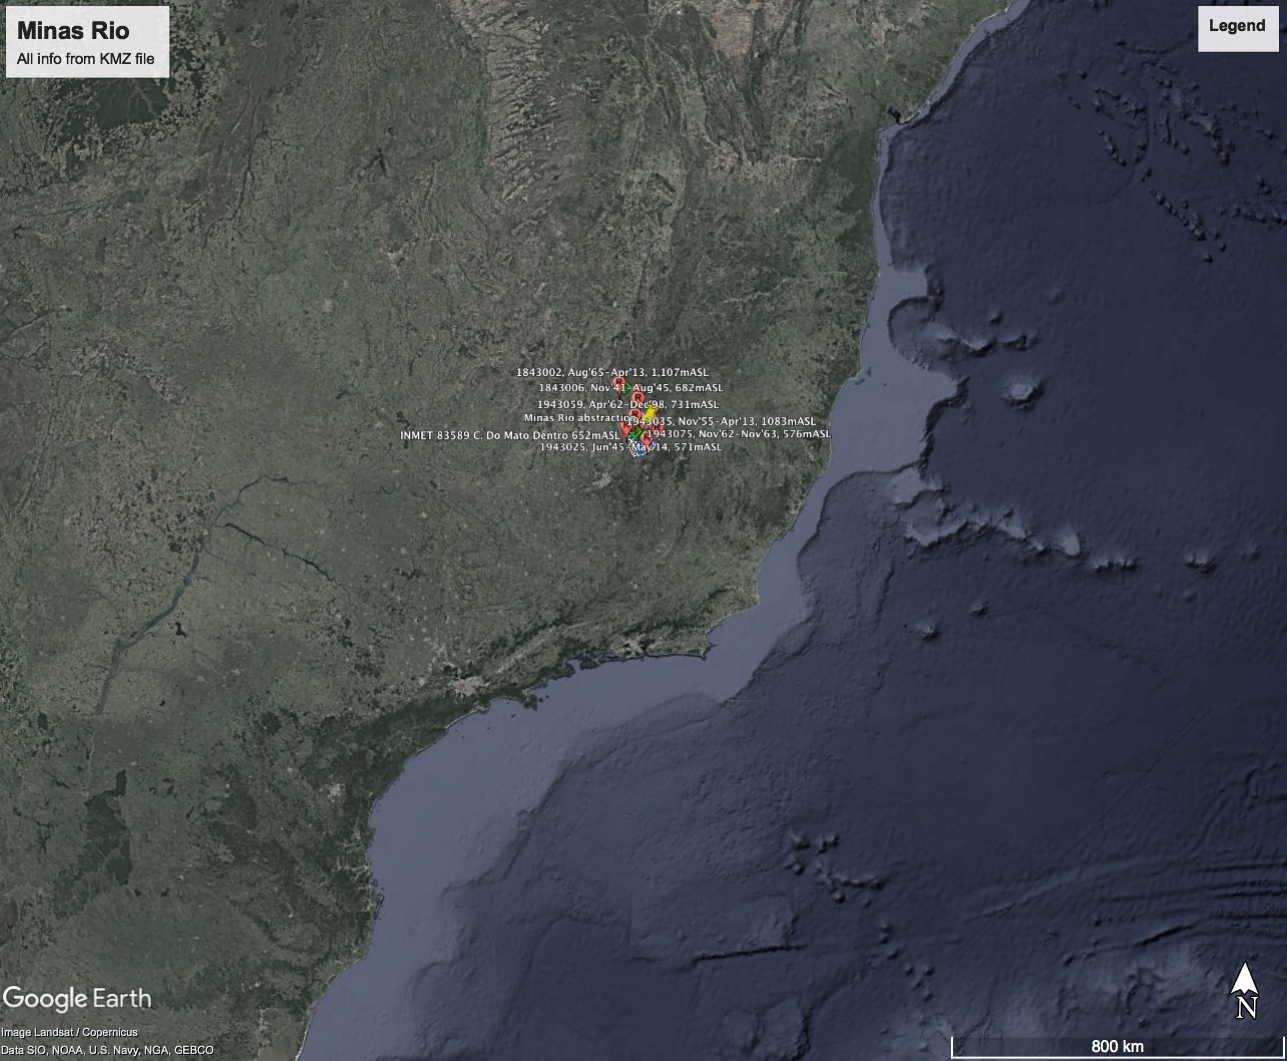 Minas Rio
All info from KMZ file
Legend
1843002, Aug'65-Apr'13, 1,107mASL
1843006, Nov'41-Aug'45, 682mASL
1943059, Apr'62-Dec'98, 731mASL
Minas Rio abstraction
1943035, Nov'55-Apr'13, 1083mASL
INMET 83589 C. Do Mato Dentro 652mASL
1943075, Nov'62-Nov'63, 576mASL
1943025, Jun'45-May'14, 571mASL
Google Earth
N
Image Landsat / Copernicus
Data SIO, NOAA, U.S. Navy, NGA, GEBCO
800 km